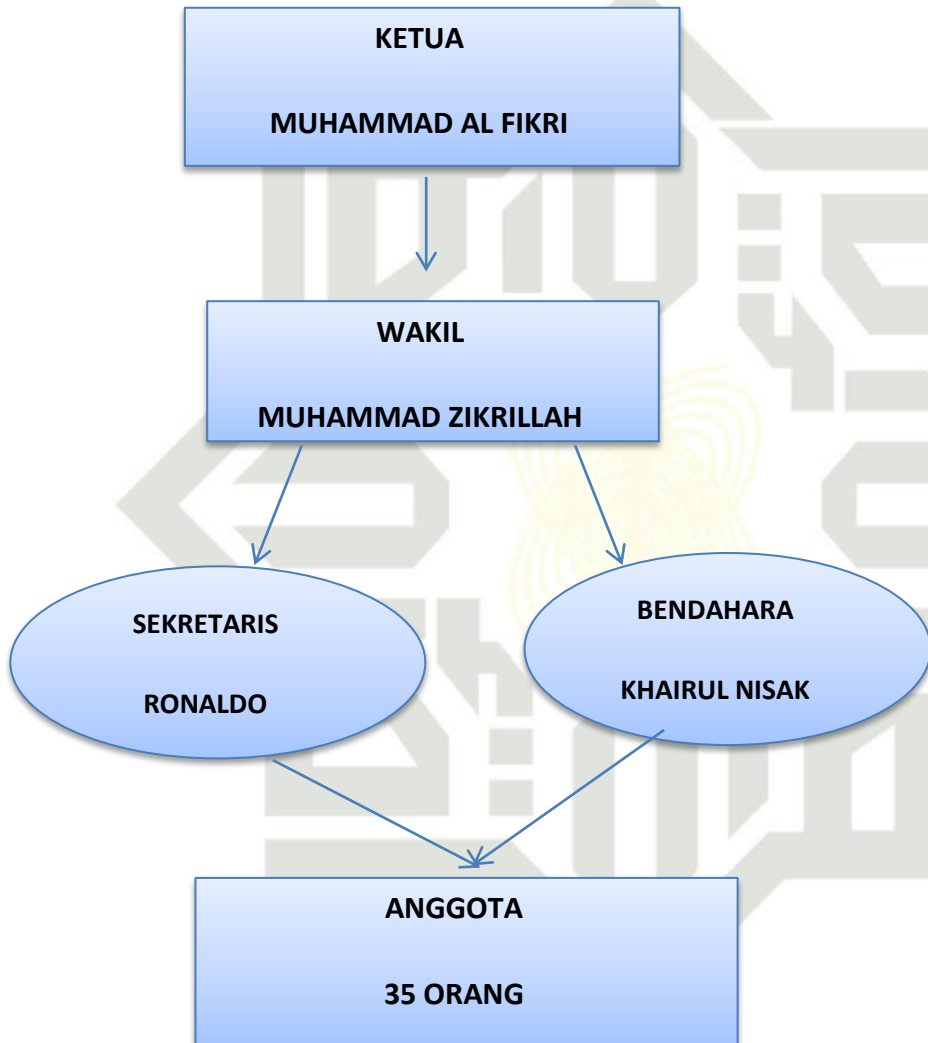 KETUA
MUHAMMAD AL FIKRI
WAKIL
MUHAMMAD ZIKRILLAH
SEKRETARIS
RONALDO
BENDAHARA
KHAIRUL NISAK
ANGGOTA
35 ORANG